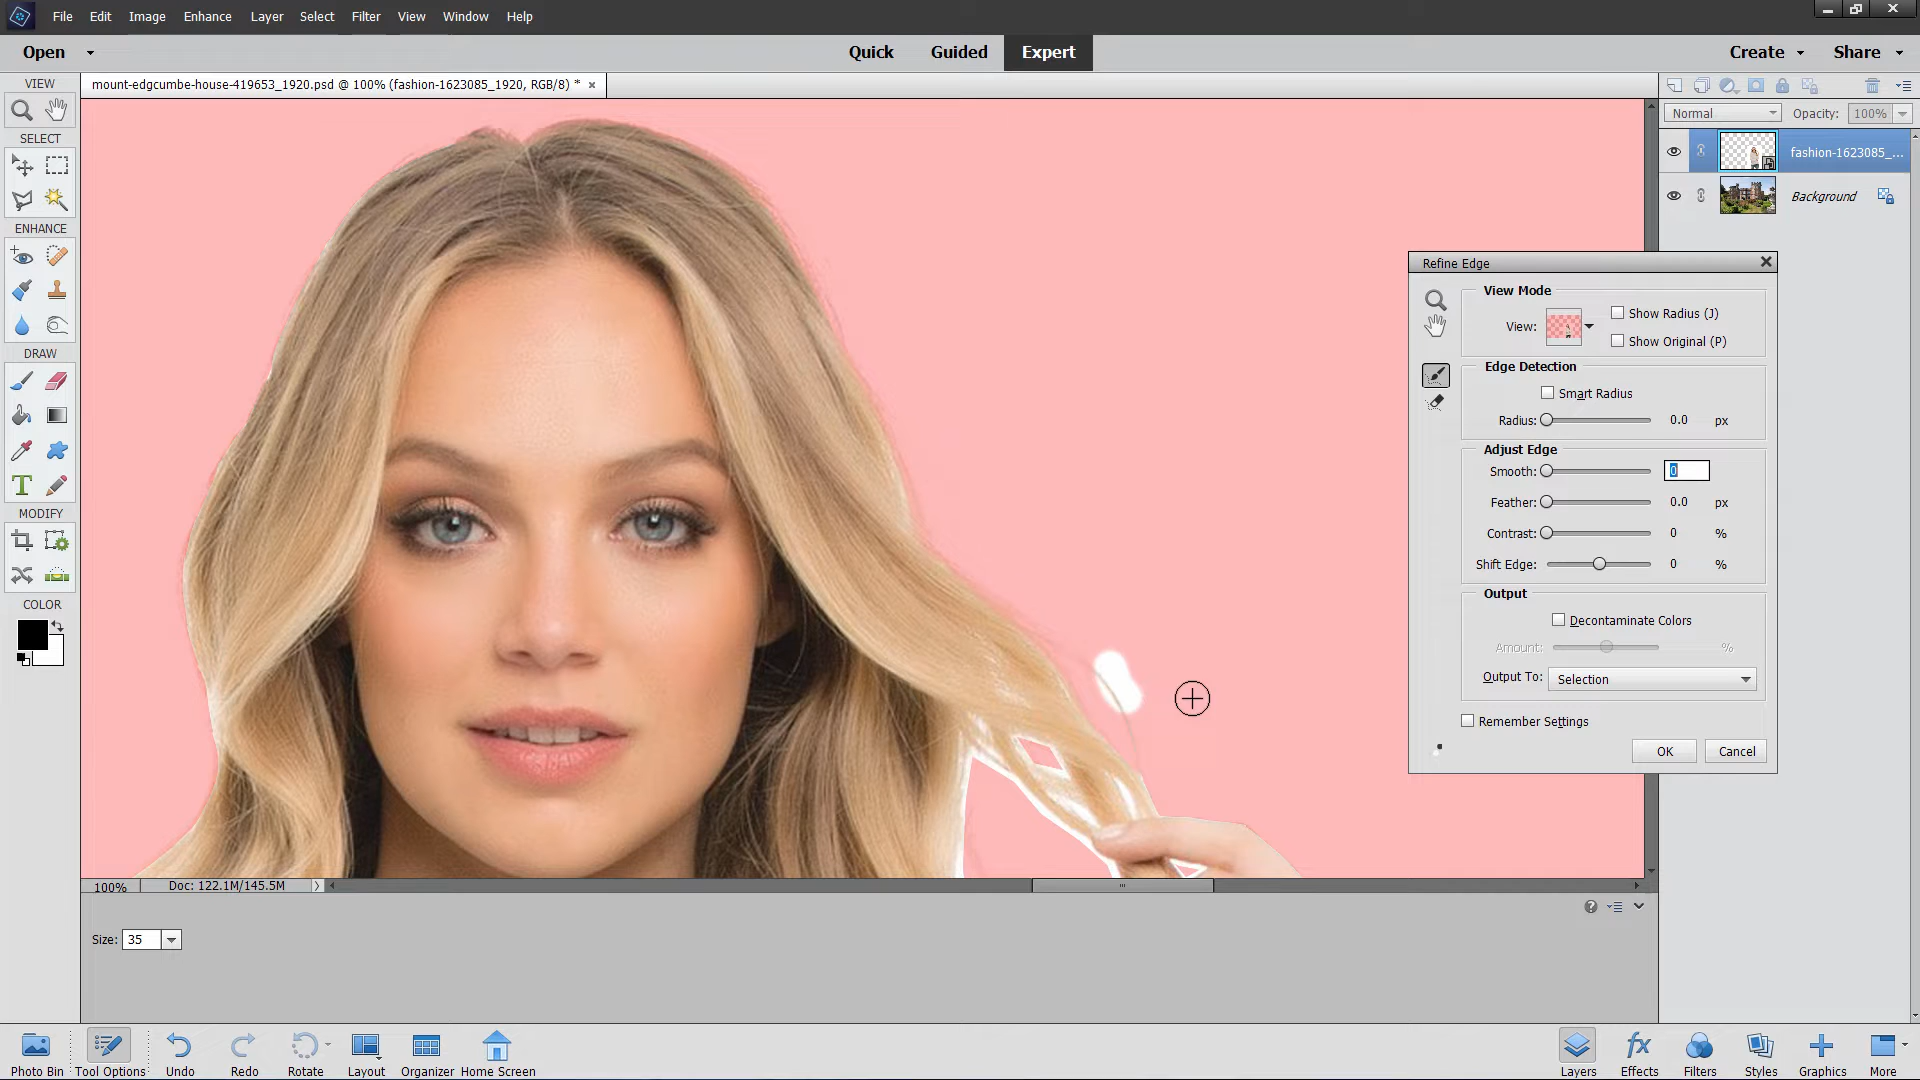 File Edit Image Enhance Layer Select Filter View Window Help
Open Quick Guided Expert Create Share
VIEW
mount-edgcumbe-house-419653_1920.psd @ 100% (fashion-1623085_1920, RGB/8) * ×
Normal Opacity: 100%
SELECT
fashion-1623085_...
Background
ENHANCE
DRAW
T
MODIFY
COLOR
Refine Edge
View Mode
View: Show Radius (J)
Show Original (P)
Edge Detection
Smart Radius
Radius: 0.0 px
Adjust Edge
Smooth: 0
Feather: 0.0 px
Contrast: 0 %
Shift Edge: 0 %
Output
Decontaminate Colors
Amount: %
Output To: Selection
Remember Settings
OK Cancel
100% Doc: 122.1M/145.5M
Size: 35
Photo Bin Tool Options Undo Redo Rotate Layout Organizer Home Screen Layers fx Effects Filters Styles Graphics More